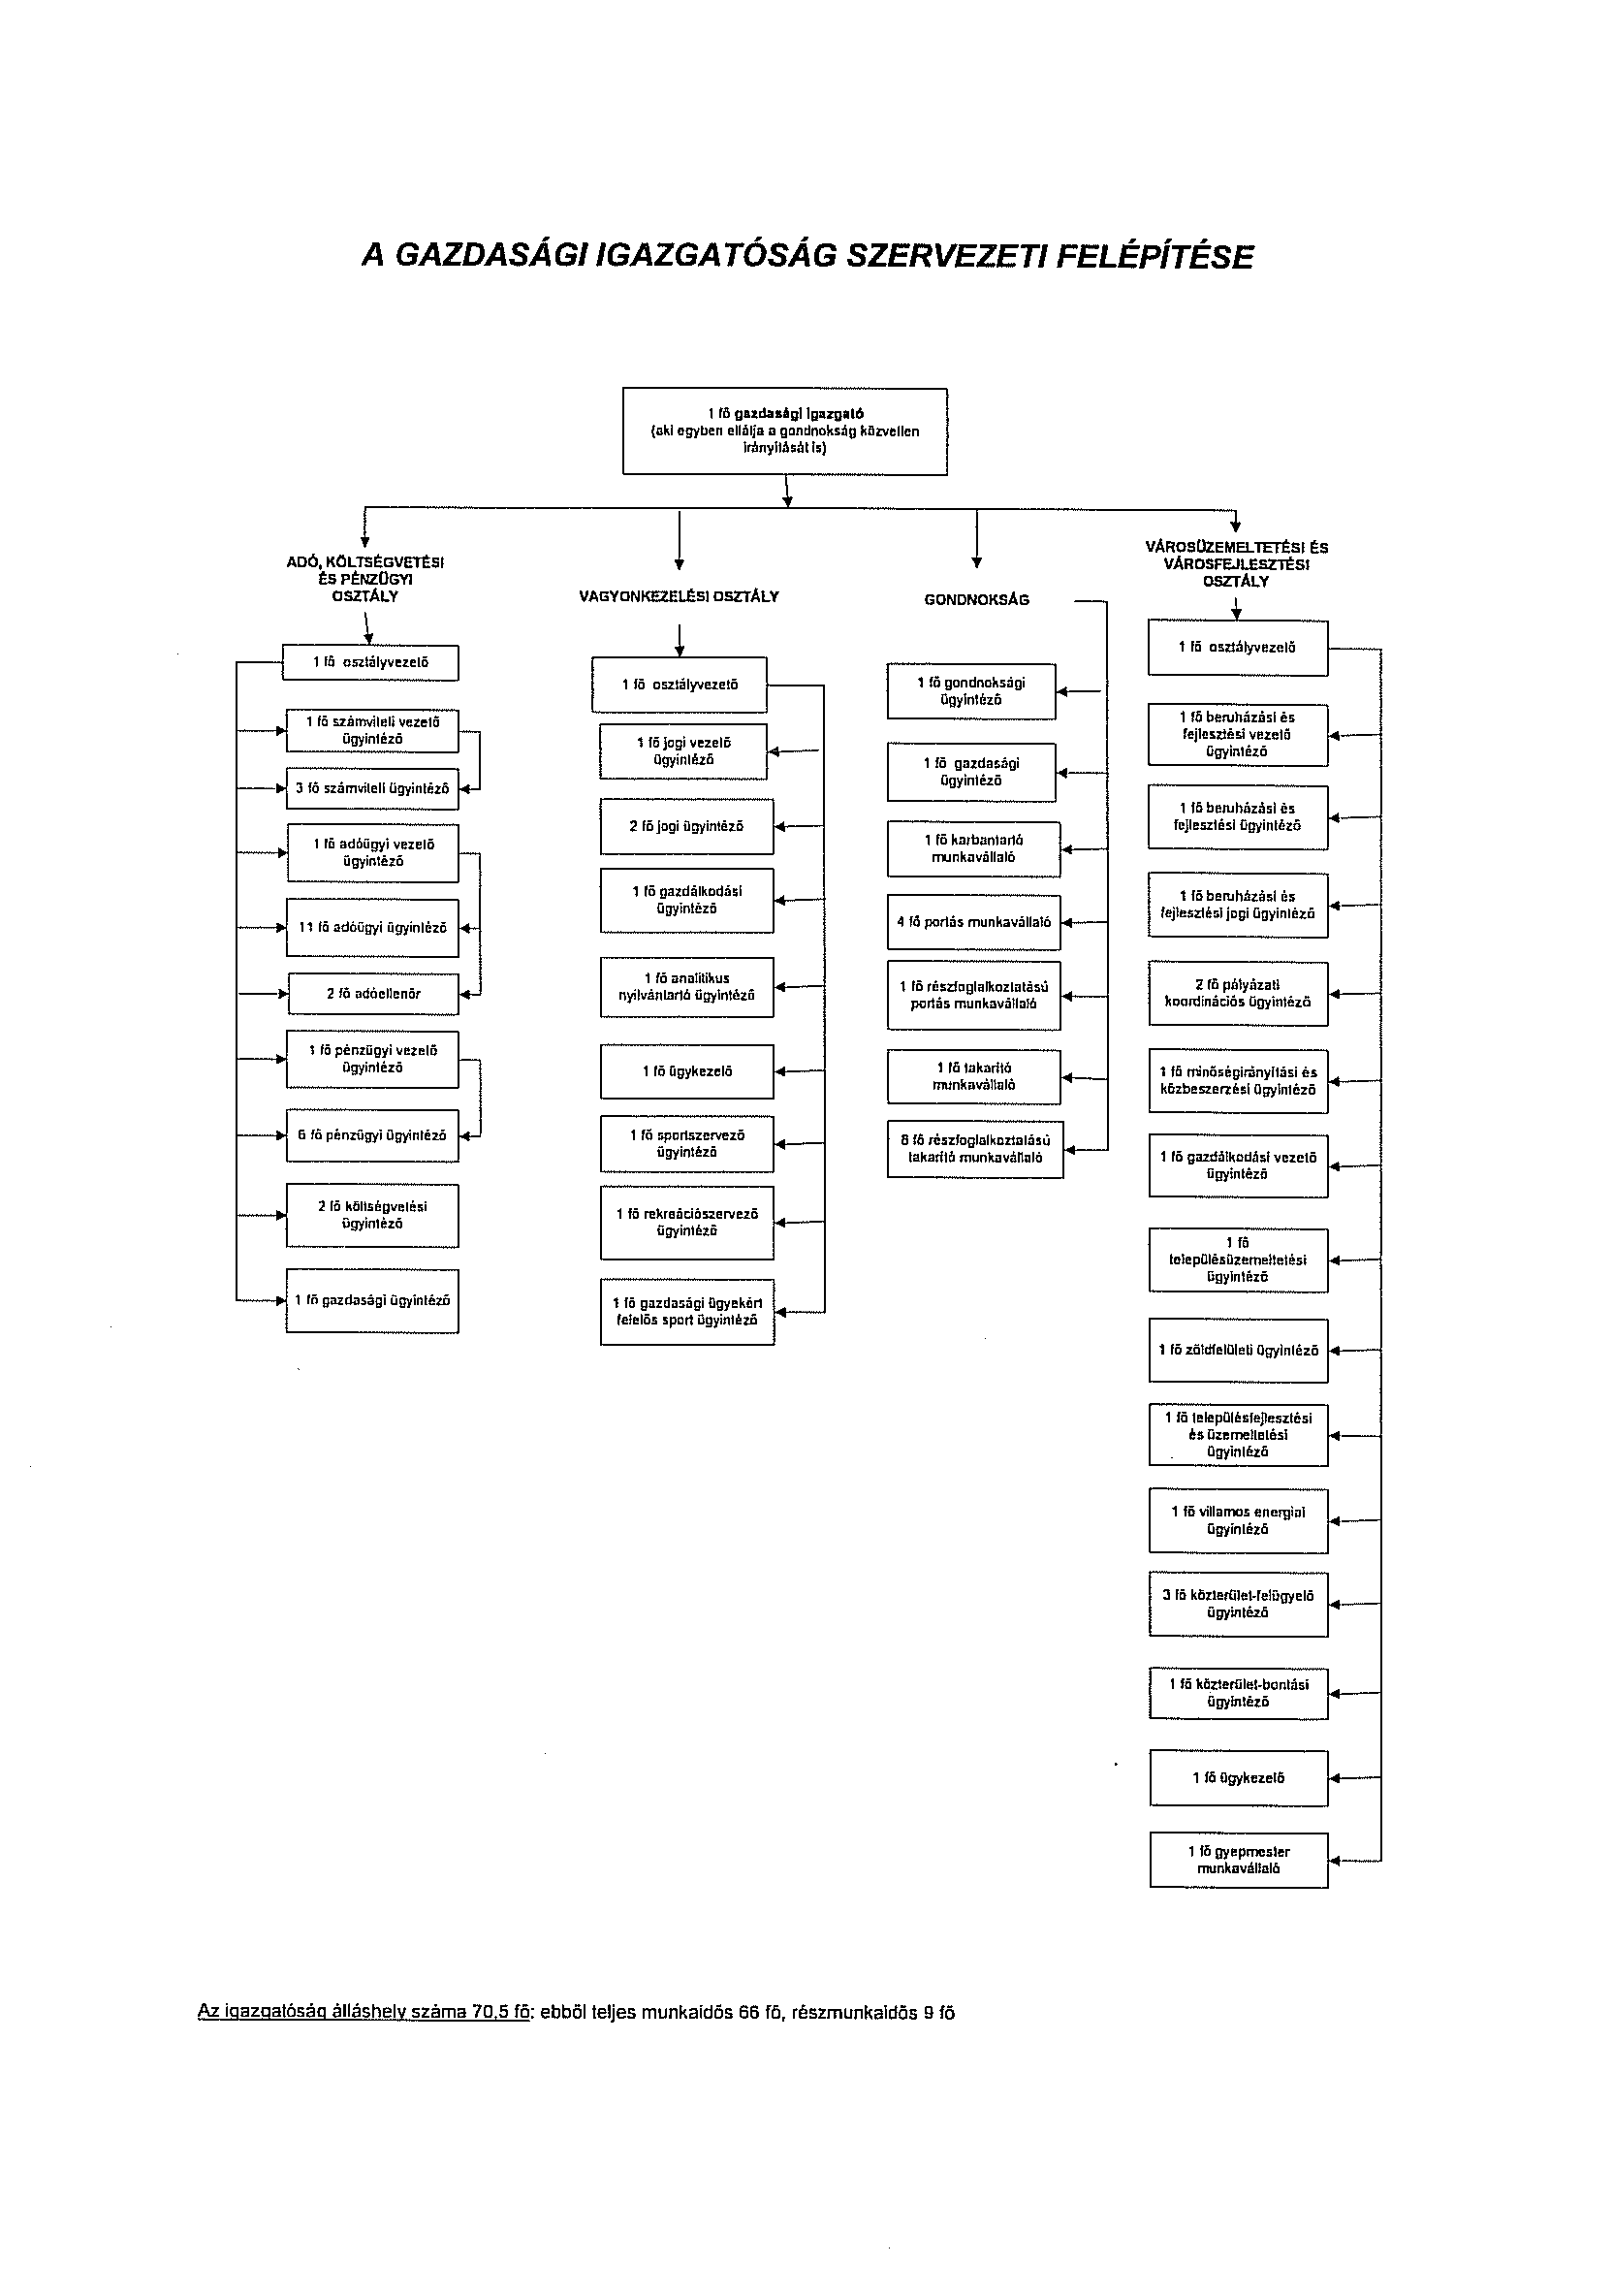 A GAZDASÁGI IGAZGATÓSÁG SZERVEZETI FELÉPÍTÉSE
1 fő gazdasági igazgató
(aki egyben ellátja a gondnokság közvetlen
irányítását is)
ADÓ, KÖLTSÉGVETÉSI
ÉS PÉNZÜGYI
OSZTÁLY
1 fő osztályvezető
1 fő számviteli vezető
ügyintéző
3 fő számviteli ügyintéző
1 fő adóügyi vezető
ügyintéző
11 fő adóügyi ügyintéző
2 fő adóellenőr
1 fő pénzügyi vezető
ügyintéző
6 fő pénzügyi ügyintéző
2 fő költségvetési
ügyintéző
1 fő gazdasági ügyintéző
VAGYONKEZELÉSI OSZTÁLY
1 fő osztályvezető
1 fő jogi vezető
ügyintéző
2 fő jogi ügyintéző
1 fő gazdálkodási
ügyintéző
1 fő analitikus
nyilvántartó ügyintéző
1 fő ügykezelő
1 fő sportszervező
ügyintéző
1 fő rekreációszervező
ügyintéző
1 fő gazdasági ügyekért
felelős sport ügyintéző
GONDNOKSÁG
1 fő gondnoksági
ügyintéző
1 fő gazdasági
ügyintéző
1 fő karbantartó
munkavállaló
4 fő portás munkavállaló
1 fő részfoglalkoztatású
portás munkavállaló
1 fő takarító
munkavállaló
8 fő részfoglalkoztatású
takarító munkavállaló
VÁROSÜZEMELTETÉSI ÉS
VÁROSFEJLESZTÉSI
OSZTÁLY
1 fő osztályvezető
1 fő beruházási és
fejlesztési vezető
ügyintéző
1 fő beruházási és
fejlesztési ügyintéző
1 fő beruházási és
fejlesztési jogi ügyintéző
2 fő pályázati
koordinációs ügyintéző
1 fő minőségirányítási és
közbeszerzési ügyintéző
1 fő gazdálkodási vezető
ügyintéző
1 fő
településüzemeltetési
ügyintéző
1 fő zöldfelületi ügyintéző
1 fő településfejlesztési
és üzemeltetési
ügyintéző
1 fő villamos energiai
ügyintéző
3 fő közterület-felügyelő
ügyintéző
1 fő közterület-bontási
ügyintéző
1 fő ügykezelő
1 fő gyepmester
munkavállaló
Az igazgatóság álláshely száma 70,5 fő: ebből teljes munkaidős 66 fő, részmunkaidős 9 fő